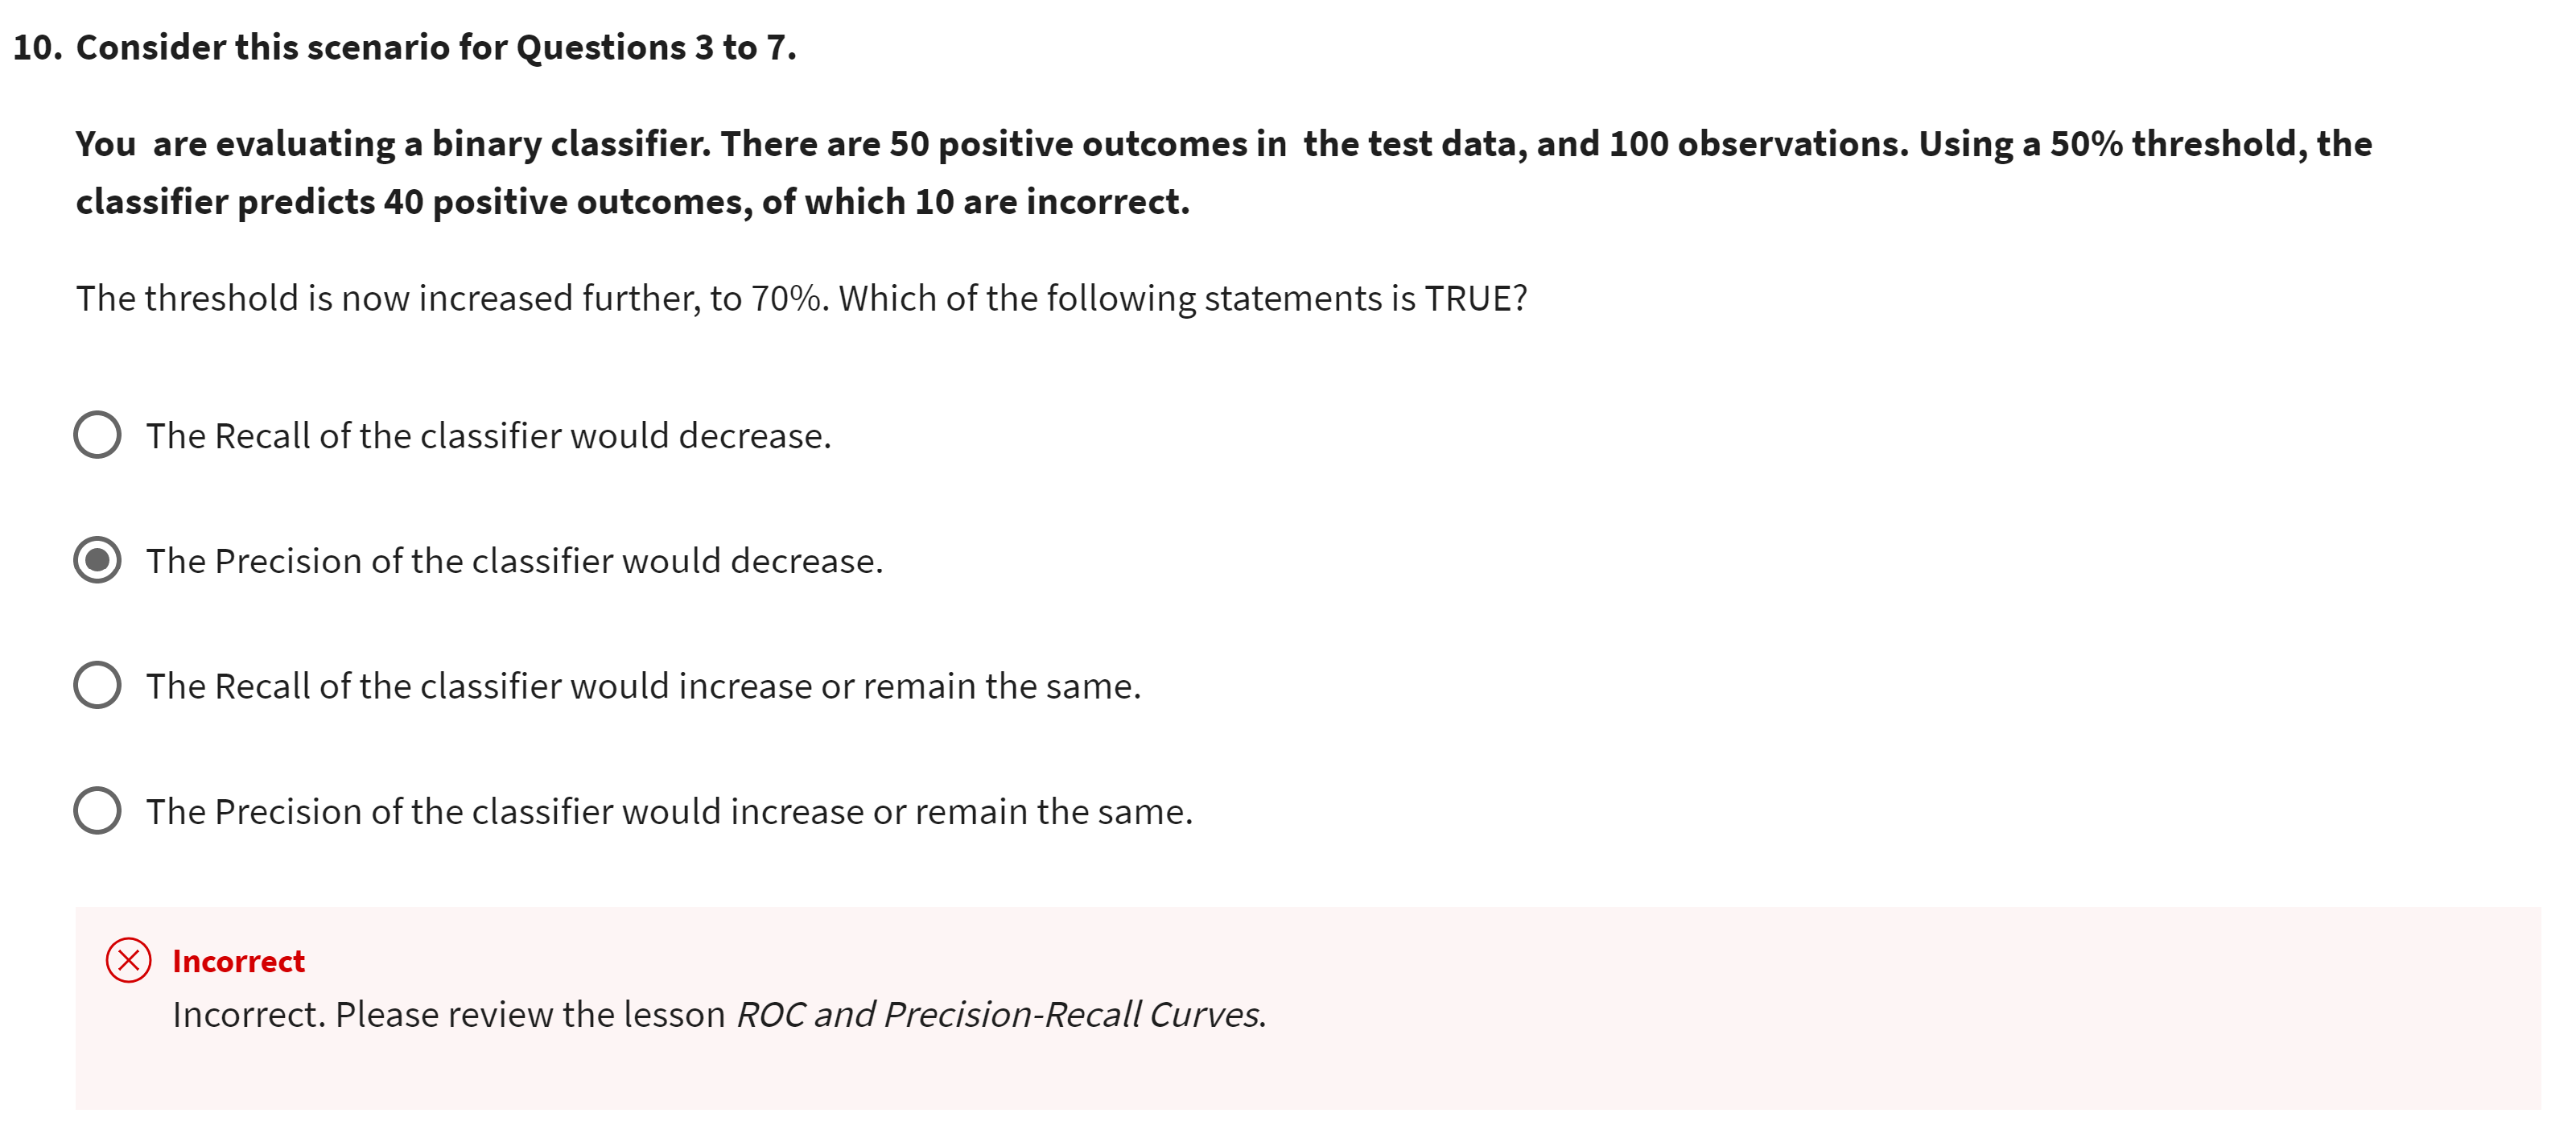 10. Consider this scenario for Questions 3 to 7.
You are evaluating a binary classifier. There are 50 positive outcomes in the test data, and 100 observations. Using a 50% threshold, the
classifier predicts 40 positive outcomes, of which 10 are incorrect.
The threshold is now increased further, to 70%. Which of the following statements is TRUE?
The Recall of the classifier would decrease.
The Precision of the classifier would decrease.
The Recall of the classifier would increase or remain the same.
The Precision of the classifier would increase or remain the same.
Incorrect
Incorrect. Please review the lesson ROC and Precision-Recall Curves.